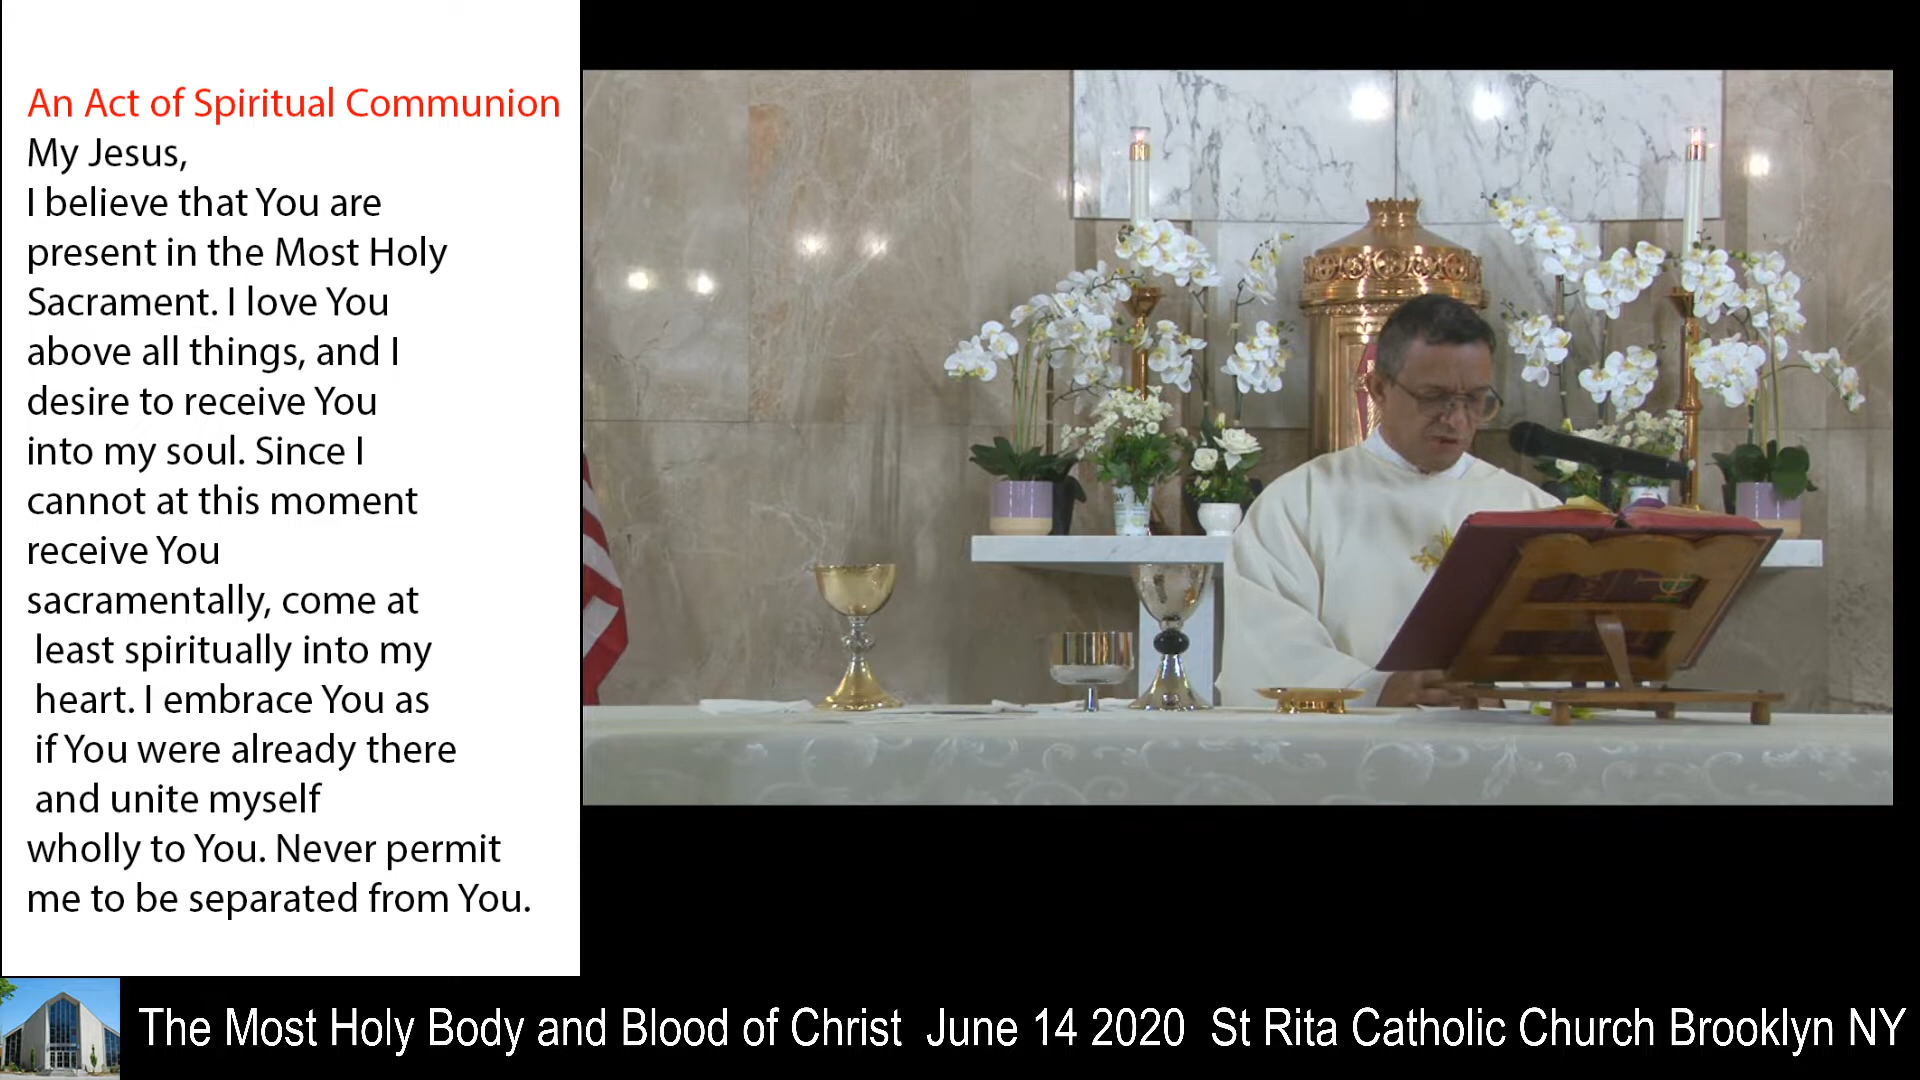 An Act of Spiritual Communion
My Jesus,
I believe that You are
present in the Most Holy
Sacrament. I love You
above all things, and I
desire to receive You
into my soul. Since I
cannot at this moment
receive You
sacramentally, come at
least spiritually into my
heart. I embrace You as
if You were already there
and unite myself
wholly to You. Never permit
me to be separated from You.
The Most Holy Body and Blood of Christ June 14 2020 St Rita Catholic Church Brooklyn NY